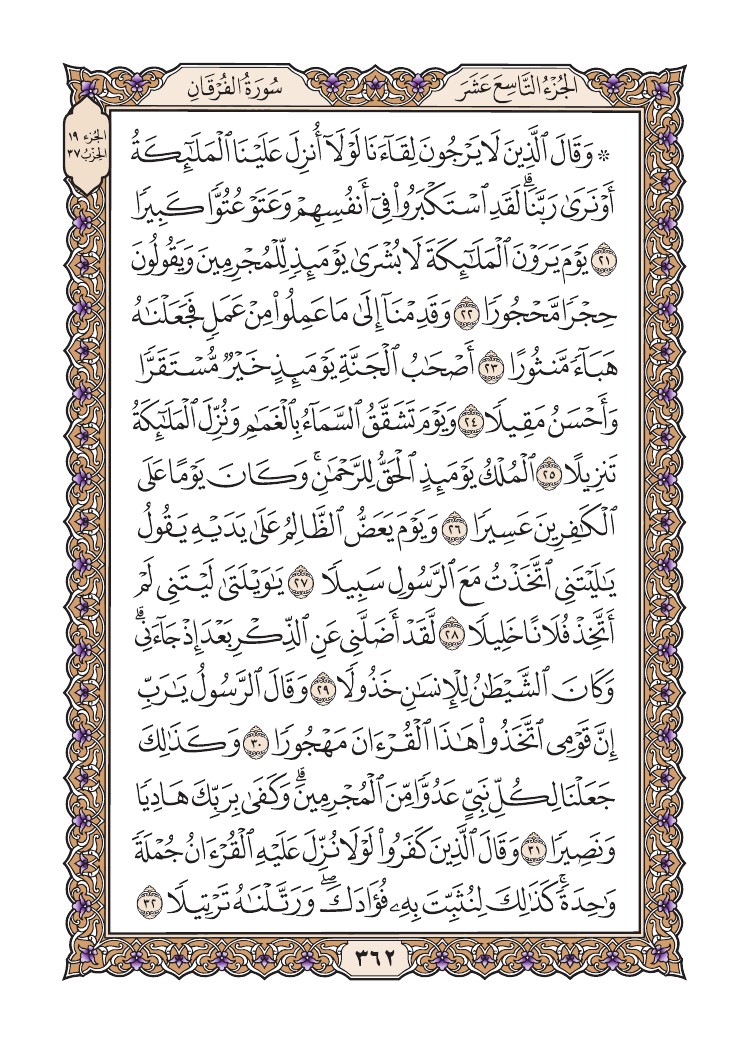 الجُزْءُ التَّاسِعَ عَشَرَ
سُورَةُ الفُرْقَانِ
الجزء ١٩
الحِزْب ٣٧
۞ وَقَالَ ٱلَّذِينَ لَا يَرْجُونَ لِقَآءَنَا لَوْلَآ أُنزِلَ عَلَيْنَا ٱلْمَلَٰٓئِكَةُ
أَوْ نَرَىٰ رَبَّنَاۗ لَقَدِ ٱسْتَكْبَرُوا۟ فِىٓ أَنفُسِهِمْ وَعَتَوْ عُتُوًّا كَبِيرًا
٢١ يَوْمَ يَرَوْنَ ٱلْمَلَٰٓئِكَةَ لَا بُشْرَىٰ يَوْمَئِذٍ لِّلْمُجْرِمِينَ وَيَقُولُونَ
حِجْرًا مَّحْجُورًا ٢٢ وَقَدِمْنَآ إِلَىٰ مَا عَمِلُوا۟ مِنْ عَمَلٍ فَجَعَلْنَٰهُ
هَبَآءً مَّنثُورًا ٢٣ أَصْحَٰبُ ٱلْجَنَّةِ يَوْمَئِذٍ خَيْرٌ مُّسْتَقَرًّا
وَأَحْسَنُ مَقِيلًا ٢٤ وَيَوْمَ تَشَقَّقُ ٱلسَّمَآءُ بِٱلْغَمَٰمِ وَنُزِّلَ ٱلْمَلَٰٓئِكَةُ
تَنزِيلًا ٢٥ ٱلْمُلْكُ يَوْمَئِذٍ ٱلْحَقُّ لِلرَّحْمَٰنِۚ وَكَانَ يَوْمًا عَلَى
ٱلْكَٰفِرِينَ عَسِيرًا ٢٦ وَيَوْمَ يَعَضُّ ٱلظَّالِمُ عَلَىٰ يَدَيْهِ يَقُولُ
يَٰلَيْتَنِى ٱتَّخَذْتُ مَعَ ٱلرَّسُولِ سَبِيلًا ٢٧ يَٰوَيْلَتَىٰ لَيْتَنِى لَمْ
أَتَّخِذْ فُلَانًا خَلِيلًا ٢٨ لَّقَدْ أَضَلَّنِى عَنِ ٱلذِّكْرِ بَعْدَ إِذْ جَآءَنِىۗ
وَكَانَ ٱلشَّيْطَٰنُ لِلْإِنسَٰنِ خَذُولًا ٢٩ وَقَالَ ٱلرَّسُولُ يَٰرَبِّ
إِنَّ قَوْمِى ٱتَّخَذُوا۟ هَٰذَا ٱلْقُرْءَانَ مَهْجُورًا ٣٠ وَكَذَٰلِكَ
جَعَلْنَا لِكُلِّ نَبِىٍّ عَدُوًّا مِّنَ ٱلْمُجْرِمِينَۗ وَكَفَىٰ بِرَبِّكَ هَادِيًا
وَنَصِيرًا ٣١ وَقَالَ ٱلَّذِينَ كَفَرُوا۟ لَوْلَا نُزِّلَ عَلَيْهِ ٱلْقُرْءَانُ جُمْلَةً
وَٰحِدَةًۚ كَذَٰلِكَ لِنُثَبِّتَ بِهِۦ فُؤَادَكَۖ وَرَتَّلْنَٰهُ تَرْتِيلًا ٣٢
٣٦٢